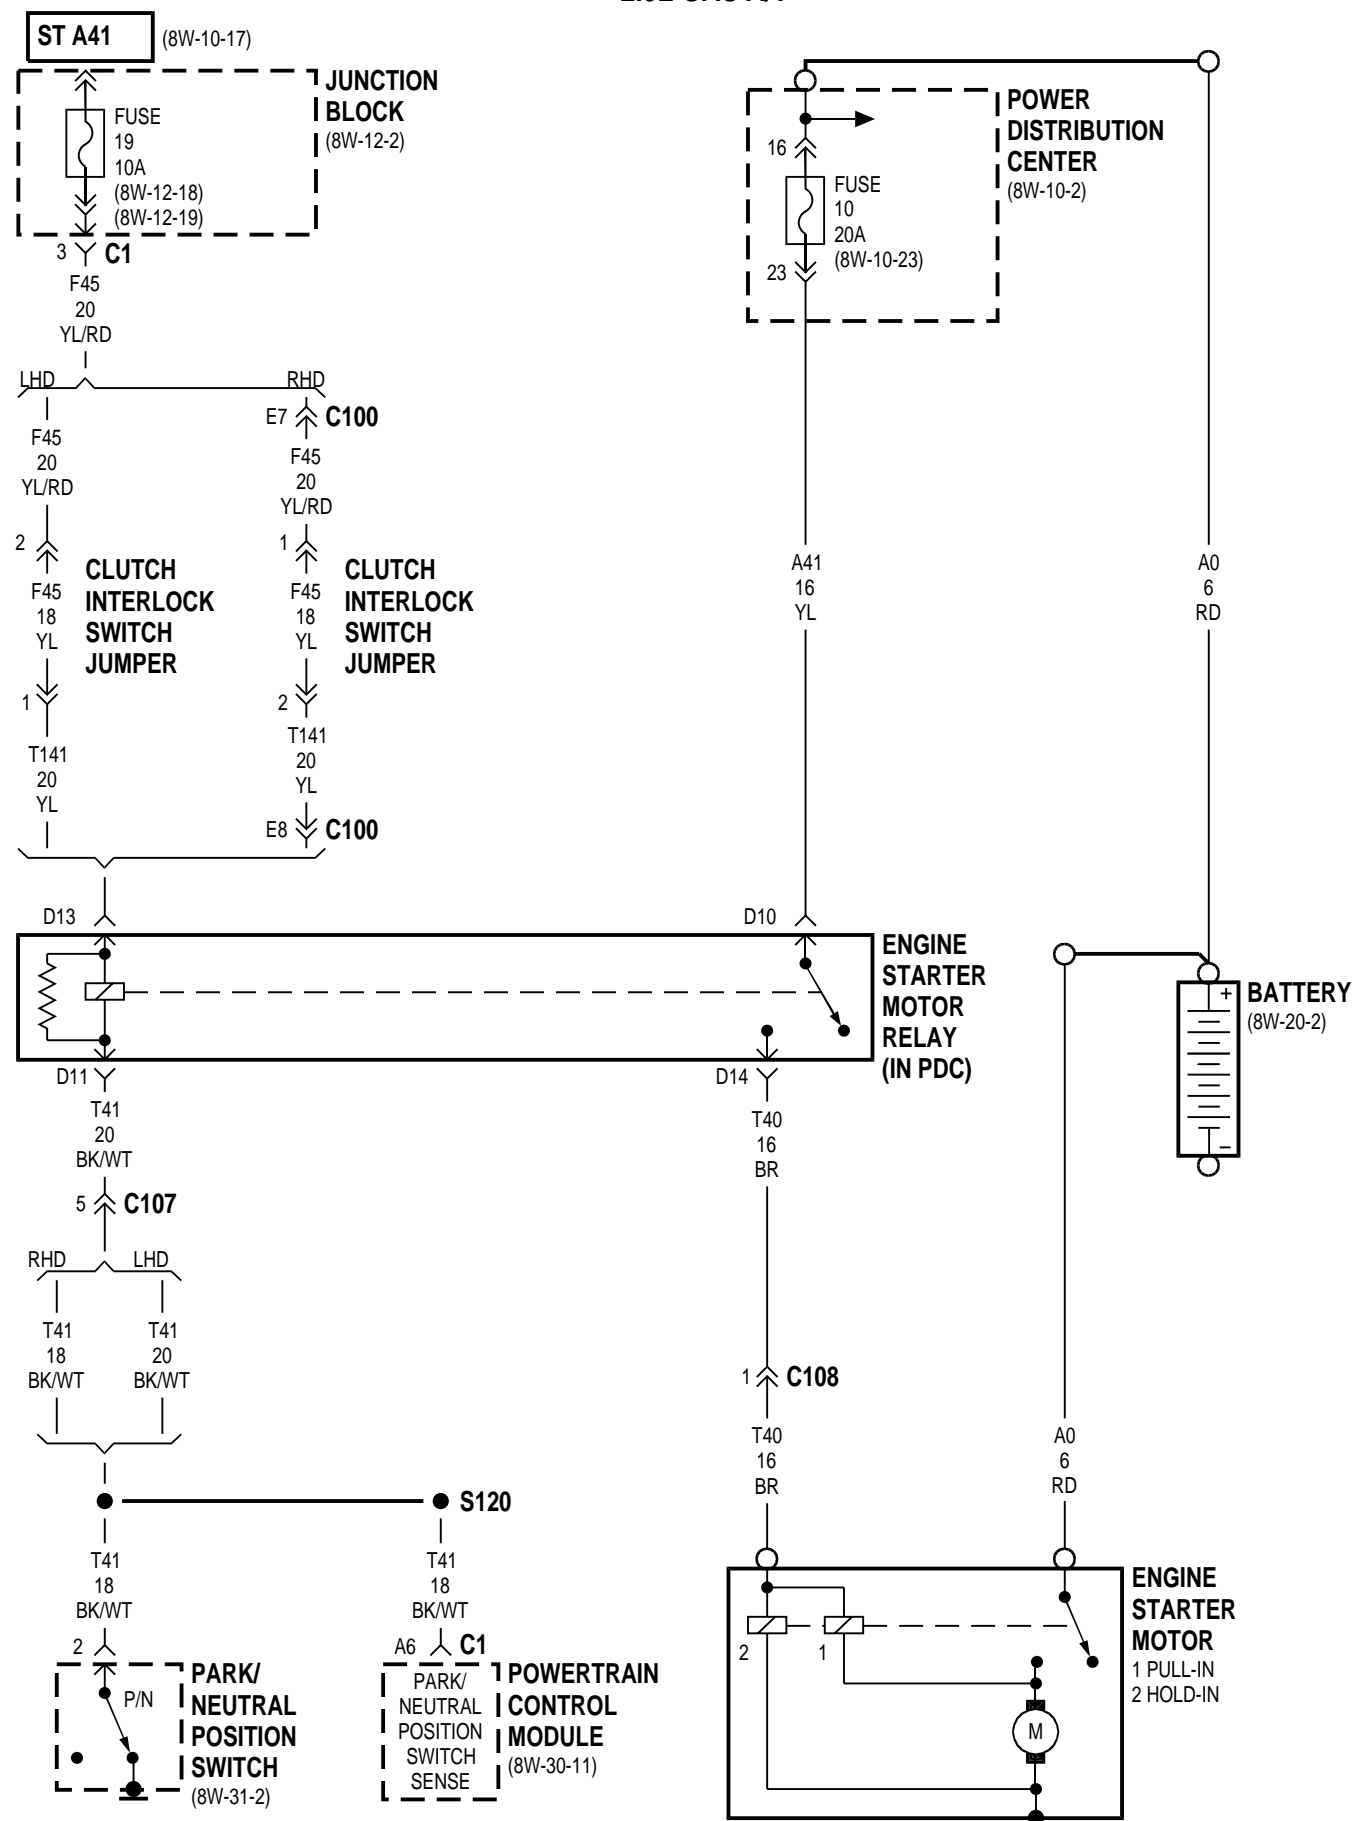 ST A41
(8W-10-17)
JUNCTION
BLOCK
(8W-12-2)
FUSE
19
10A
(8W-12-18)
(8W-12-19)
3
C1
F45
20
YL/RD
LHD
RHD
F45
20
YL/RD
E7
C100
F45
20
YL/RD
2
F45
18
YL
1
CLUTCH
INTERLOCK
SWITCH
JUMPER
1
F45
18
YL
2
CLUTCH
INTERLOCK
SWITCH
JUMPER
T141
20
YL
T141
20
YL
E8
C100
POWER
DISTRIBUTION
CENTER
(8W-10-2)
16
FUSE
10
20A
(8W-10-23)
23
A41
16
YL
A0
6
RD
D13
D10
ENGINE
STARTER
MOTOR
RELAY
(IN PDC)
+
−
BATTERY
(8W-20-2)
D11
D14
T41
20
BK/WT
5
C107
RHD
LHD
T41
18
BK/WT
T41
20
BK/WT
T40
16
BR
1
C108
T40
16
BR
A0
6
RD
S120
T41
18
BK/WT
T41
18
BK/WT
2
P/N
PARK/
NEUTRAL
POSITION
SWITCH
(8W-31-2)
A6
C1
PARK/
NEUTRAL
POSITION
SWITCH
SENSE
POWERTRAIN
CONTROL
MODULE
(8W-30-11)
2
1
M
ENGINE
STARTER
MOTOR
1 PULL-IN
2 HOLD-IN